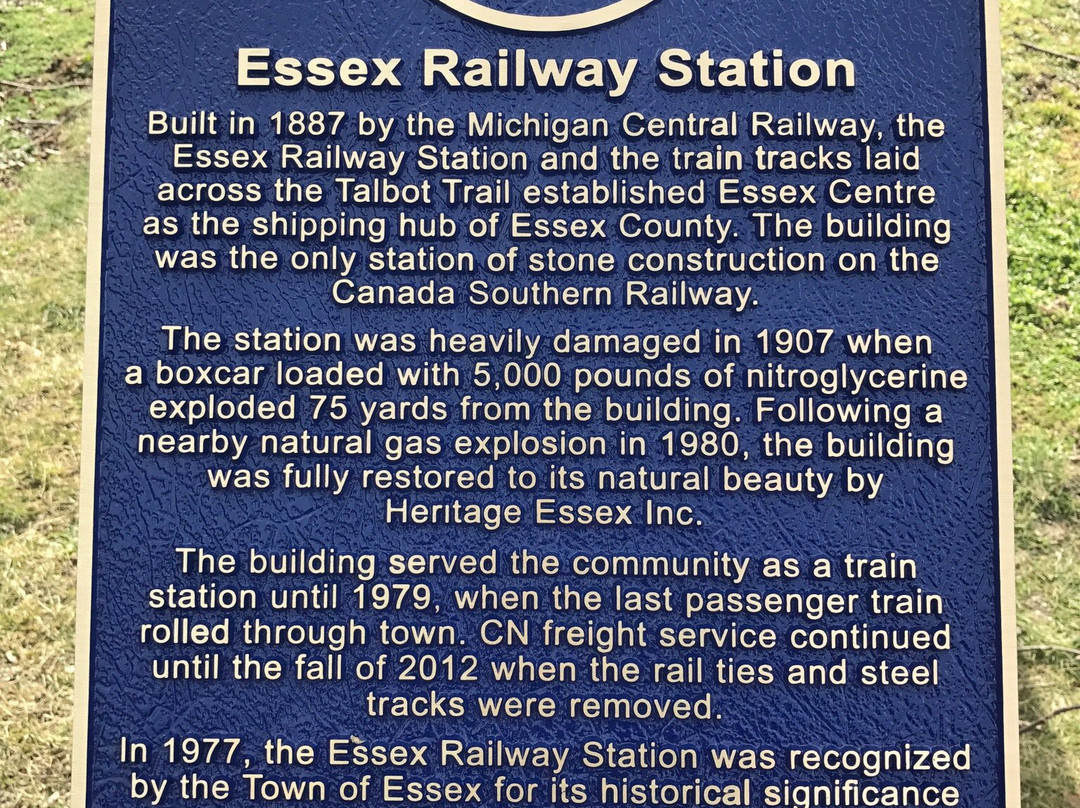 Essex Railway Station
Built in 1887 by the Michigan Central Railway, the
Essex Railway Station and the train tracks laid
across the Talbot Trail established Essex Centre
as the shipping hub of Essex County. The building
was the only station of stone construction on the
Canada Southern Railway.
The station was heavily damaged in 1907 when
a boxcar loaded with 5,000 pounds of nitroglycerine
exploded 75 yards from the building. Following a
nearby natural gas explosion in 1980, the building
was fully restored to its natural beauty by
Heritage Essex Inc.
The building served the community as a train
station until 1979, when the last passenger train
rolled through town. CN freight service continued
until the fall of 2012 when the rail ties and steel
tracks were removed.
In 1977, the Essex Railway Station was recognized
by the Town of Essex for its historical significance